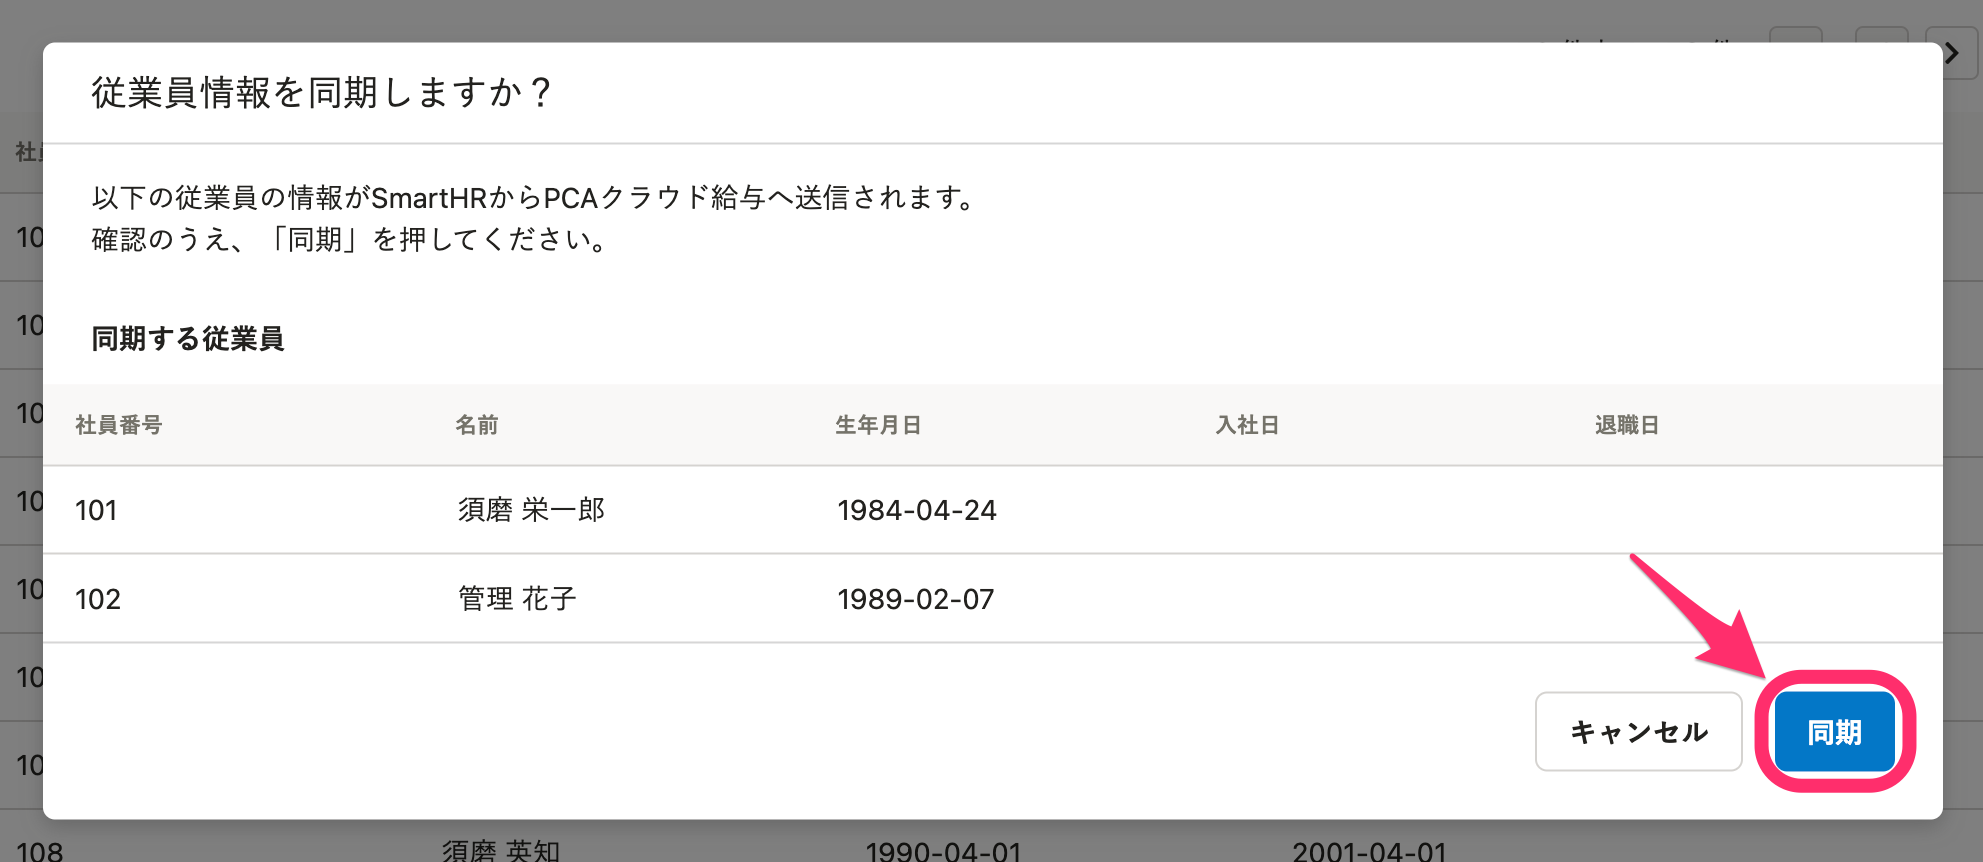 従業員情報を同期しますか？
以下の従業員の情報がSmartHRからPCAクラウド給与へ送信されます。
確認のうえ、「同期」を押してください。
同期する従業員
社員番号 名前 生年月日 入社日 退職日
101 須磨 栄一郎 1984-04-24
102 管理 花子 1989-02-07
キャンセル 同期
108 須磨 英知 1990-04-01 2001-04-01